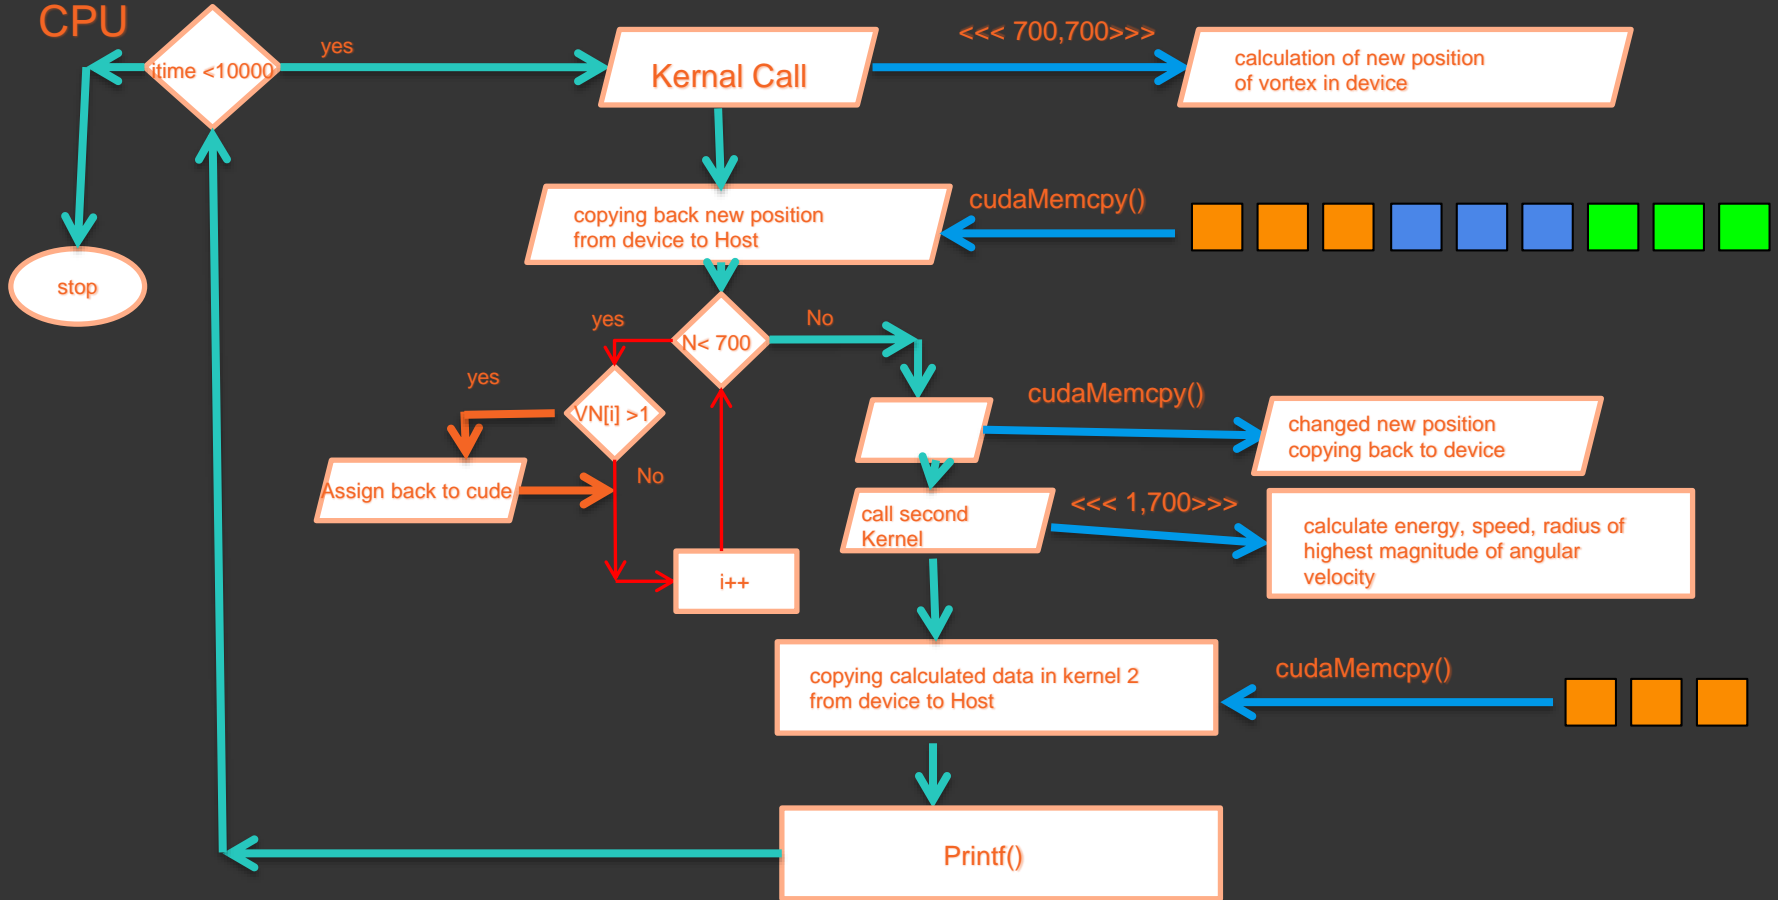 CPU
itime <10000
yes
Kernal Call
<<< 700,700>>>
calculation of new position
of vortex in device
stop
copying back new position
from device to Host
cudaMemcpy()
N< 700
yes
No
VN[i] >1
yes
No
Assign back to cude
i++
cudaMemcpy()
changed new position
copying back to device
call second
Kernel
<<< 1,700>>>
calculate energy, speed, radius of
highest magnitude of angular
velocity
copying calculated data in kernel 2
from device to Host
cudaMemcpy()
Printf()